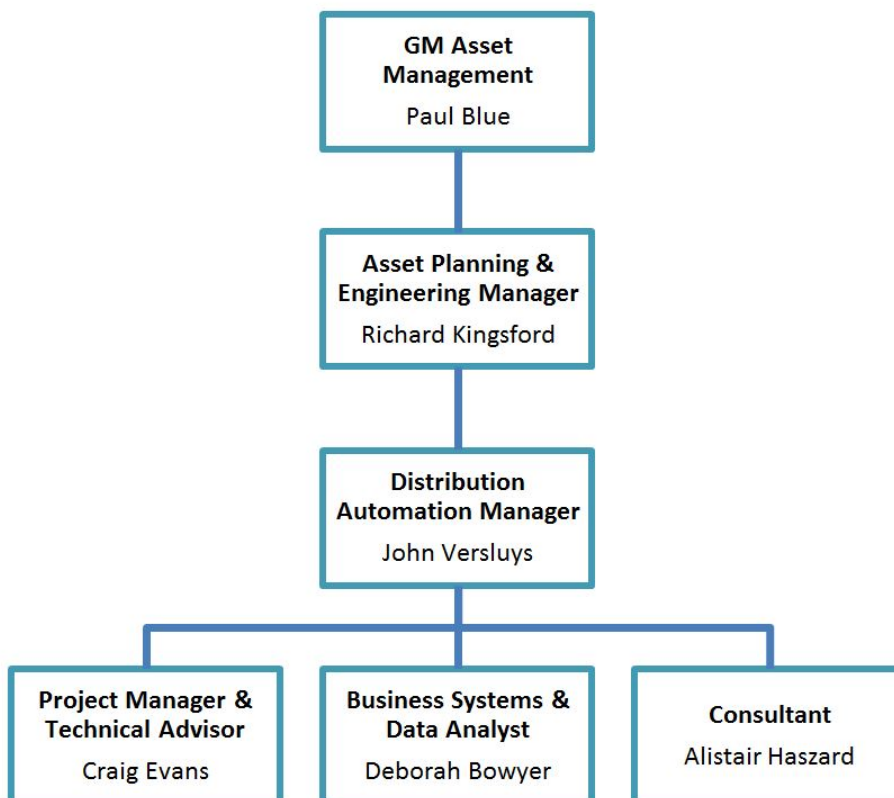 GM Asset
Management
Paul Blue
Asset Planning &
Engineering Manager
Richard Kingsford
Distribution
Automation Manager
John Versluys
Project Manager &
Technical Advisor
Craig Evans
Business Systems &
Data Analyst
Deborah Bowyer
Consultant
Alistair Haszard